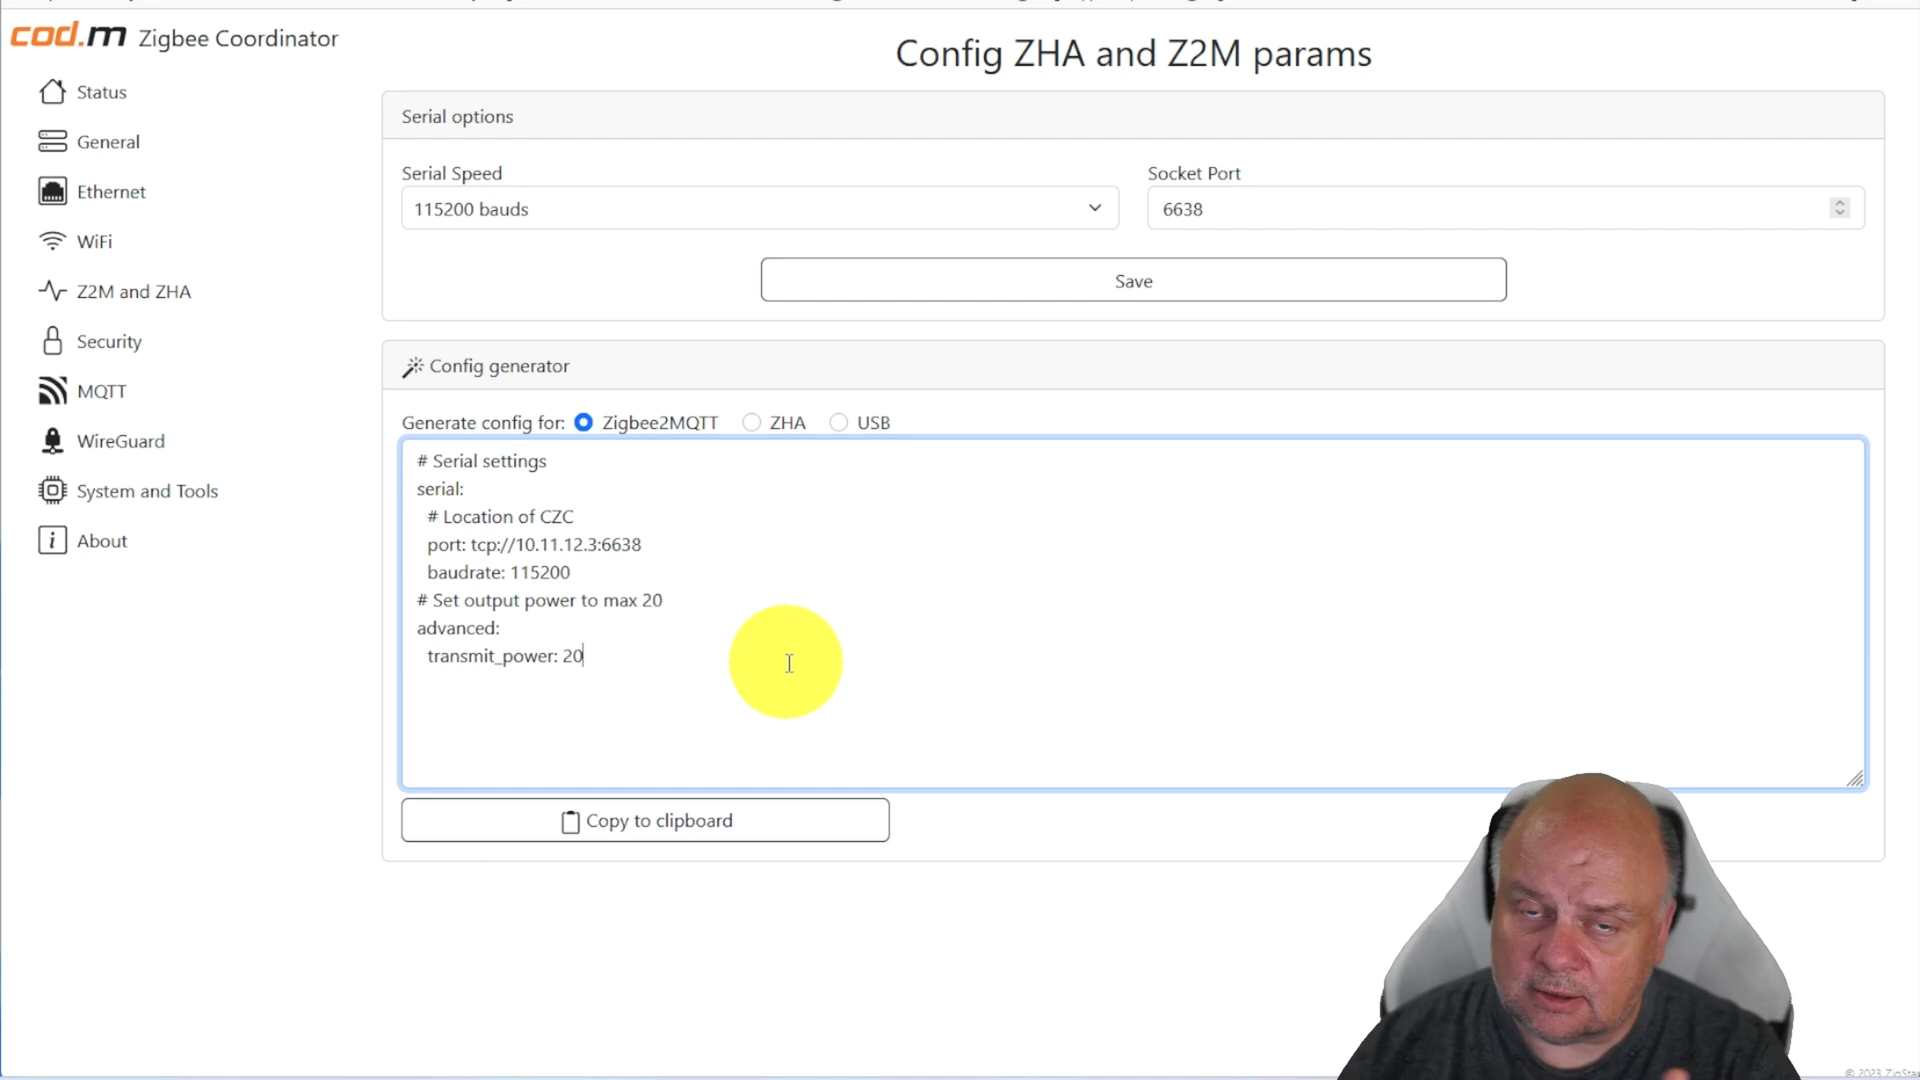 cod.m Zigbee Coordinator
Config ZHA and Z2M params
Status
General
Ethernet
WiFi
Z2M and ZHA
Security
MQTT
WireGuard
System and Tools
About
Serial options
Serial Speed
Socket Port
115200 bauds
6638
Save
Config generator
Generate config for: Zigbee2MQTT ZHA USB
# Serial settings
serial:
# Location of CZC
port: tcp://10.11.12.3:6638
baudrate: 115200
# Set output power to max 20
advanced:
transmit_power: 20
Copy to clipboard
© 2023